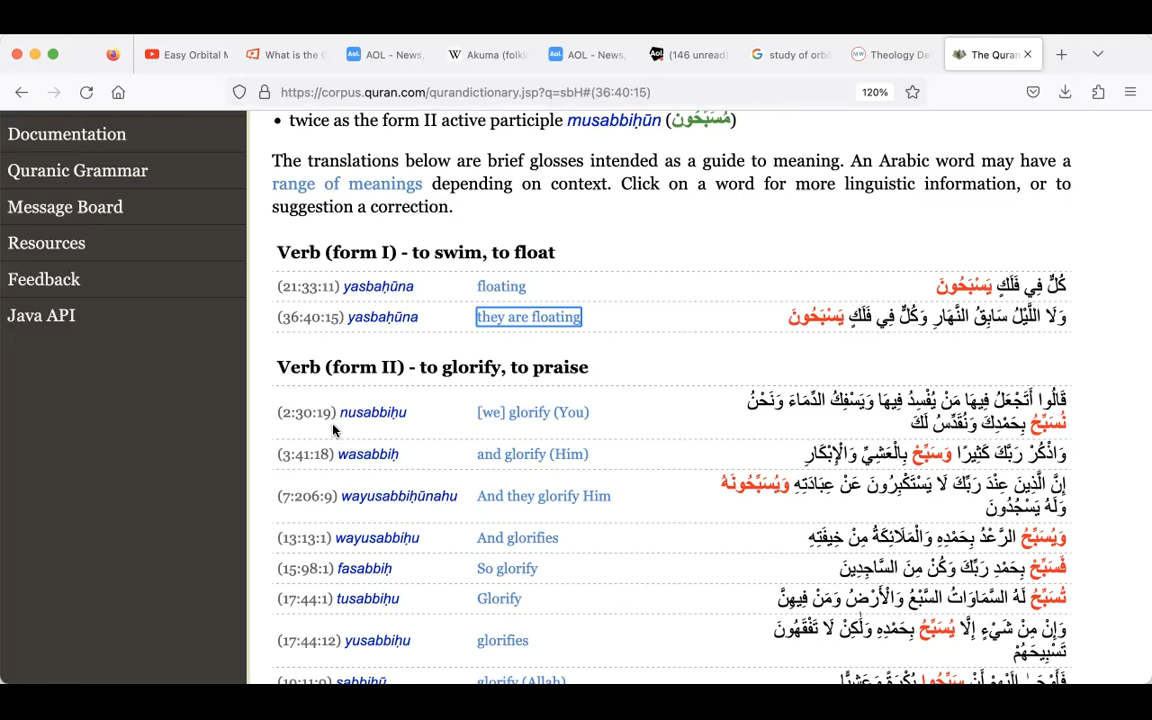 Easy Orbital M
What is the C
AOL - News,
Akuma (folk
AOL - News,
(146 unread)
study of orbi
Theology De
The Quran
https://corpus.quran.com/qurandictionary.jsp?q=sbH#(36:40:15)
120%
Documentation
Quranic Grammar
Message Board
Resources
Feedback
Java API
• twice as the form II active participle musabbiḥūn (مُسَبِّحُون)
The translations below are brief glosses intended as a guide to meaning. An Arabic word may have a
range of meanings depending on context. Click on a word for more linguistic information, or to
suggestion a correction.
Verb (form I) - to swim, to float
(21:33:11) yasbaḥūna floating كُلٌّ فِي فَلَكٍ يَسْبَحُونَ
(36:40:15) yasbaḥūna they are floating وَلَا اللَّيْلُ سَابِقُ النَّهَارِ وَكُلٌّ فِي فَلَكٍ يَسْبَحُونَ
Verb (form II) - to glorify, to praise
(2:30:19) nusabbiḥu [we] glorify (You) قَالُوا أَتَجْعَلُ فِيهَا مَنْ يُفْسِدُ فِيهَا وَيَسْفِكُ الدِّمَاءَ وَنَحْنُ
نُسَبِّحُ بِحَمْدِكَ وَنُقَدِّسُ لَكَ
(3:41:18) wasabbiḥ and glorify (Him) وَاذْكُرْ رَبَّكَ كَثِيرًا وَسَبِّحْ بِالْعَشِيِّ وَالْإِبْكَارِ
(7:206:9) wayusabbiḥūnahu And they glorify Him إِنَّ الَّذِينَ عِنْدَ رَبِّكَ لَا يَسْتَكْبِرُونَ عَنْ عِبَادَتِهِ وَيُسَبِّحُونَهُ
وَلَهُ يَسْجُدُونَ
(13:13:1) wayusabbiḥu And glorifies وَيُسَبِّحُ الرَّعْدُ بِحَمْدِهِ وَالْمَلَائِكَةُ مِنْ خِيفَتِهِ
(15:98:1) fasabbiḥ So glorify فَسَبِّحْ بِحَمْدِ رَبِّكَ وَكُنْ مِنَ السَّاجِدِينَ
(17:44:1) tusabbiḥu Glorify تُسَبِّحُ لَهُ السَّمَاوَاتُ السَّبْعُ وَالْأَرْضُ وَمَنْ فِيهِنَّ
(17:44:12) yusabbiḥu glorifies وَإِنْ مِنْ شَيْءٍ إِلَّا يُسَبِّحُ بِحَمْدِهِ وَلَٰكِنْ لَا تَفْقَهُونَ
تَسْبِيحَهُمْ
(19:11:9) sabbiḥū glorify (Allah) فَأَوْحَىٰ إِلَيْهِمْ أَنْ سَبِّحُوا بُكْرَةً وَعَشِيًّا